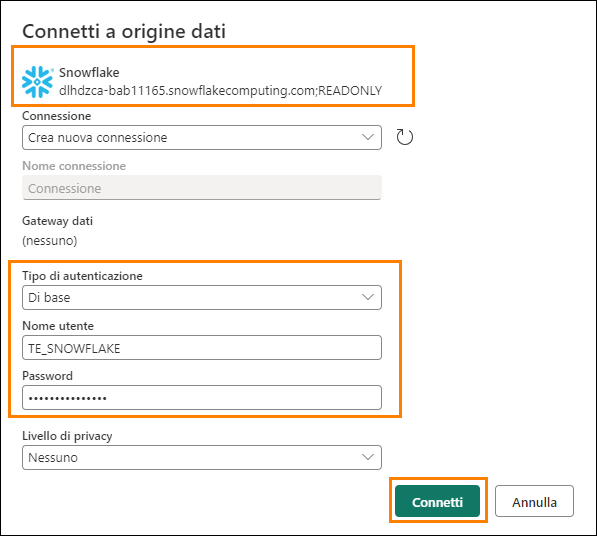 Connetti a origine dati
Snowflake
dlhdzca-bab11165.snowflakecomputing.com;READONLY
Connessione
Crea nuova connessione
Nome connessione
Connessione
Gateway dati
(nessuno)
Tipo di autenticazione
Di base
Nome utente
TE_SNOWFLAKE
Password
•••••••••••••••
Livello di privacy
Nessuno
Connetti
Annulla